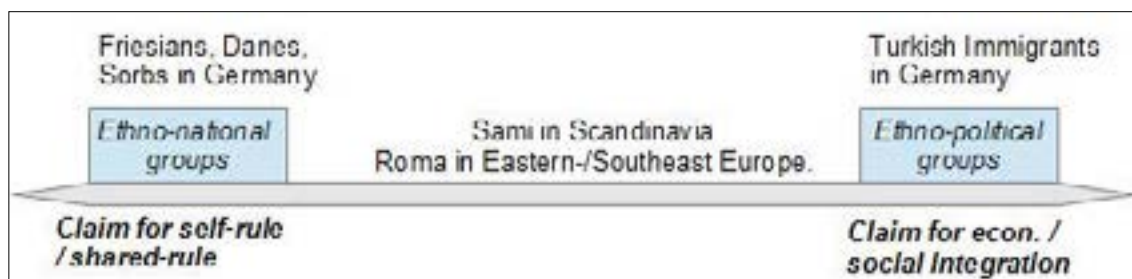 Friesians, Danes,
Sorbs in Germany
Turkish Immigrants
in Germany
Ethno-national
groups
Sami in Scandinavia
Roma in Eastern-/Southeast Europe.
Ethno-political
groups
Claim for self-rule
/ shared-rule
Claim for econ. /
social integration